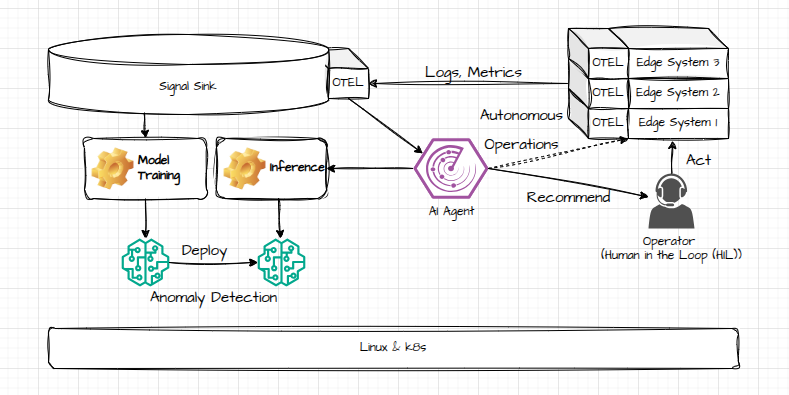 Signal Sink
OTEL
Logs, Metrics
OTEL
Edge System 3
OTEL
Edge System 2
OTEL
Edge System 1
Autonomous
Operations
Model
Training
Inference
AI Agent
Recommend
Act
Operator
(Human in the Loop (HIL))
Deploy
Anomaly Detection
Linux & k8s